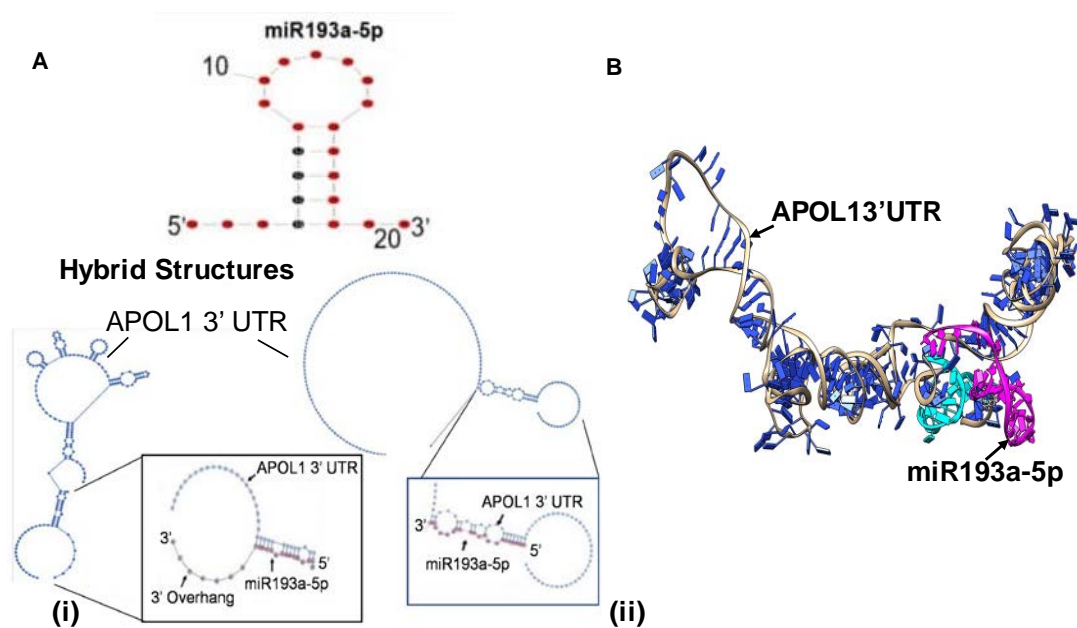 A
miR193a-5p
10
5'
20
3'
Hybrid Structures
APOL1 3' UTR
APOL1 3' UTR
3'
5'
miR193a-5p
3' Overhang
(i)
APOL1 3' UTR
3'
5'
miR193a-5p
(ii)
B
APOL13'UTR
miR193a-5p